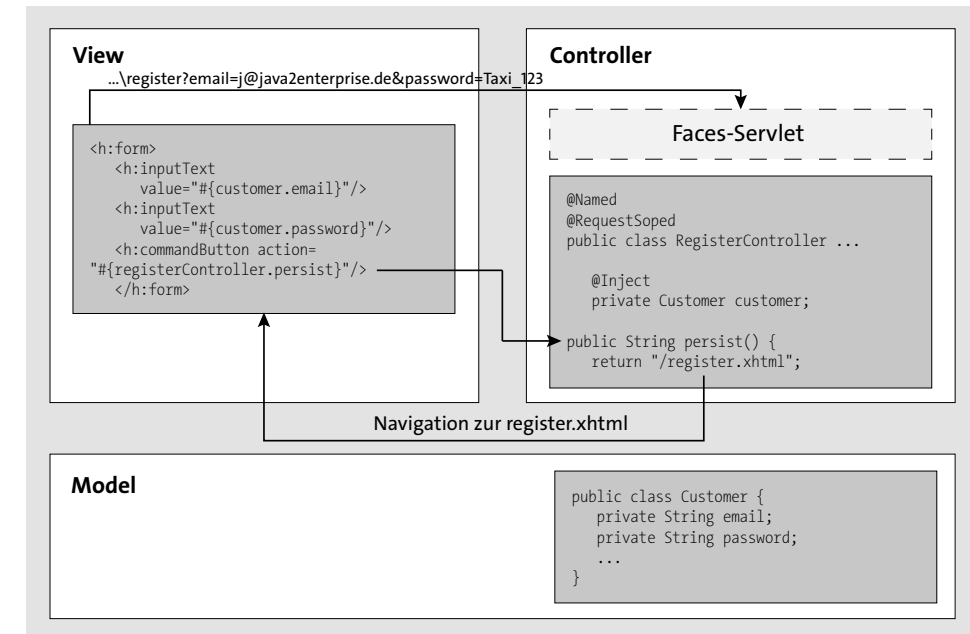 View
...\register?email=j@java2enterprise.de&password=Taxi_123
<h:form>
<h:inputText
value="#{customer.email}"/>
<h:inputText
value="#{customer.password}"/>
<h:commandButton action=
"#{registerController.persist}"/>
</h:form>
Controller
Faces-Servlet
@Named
@RequestSoped
public class RegisterController ...
@Inject
private Customer customer;
public String persist() {
return "/register.xhtml";
Navigation zur register.xhtml
Model
public class Customer {
private String email;
private String password;
...
}